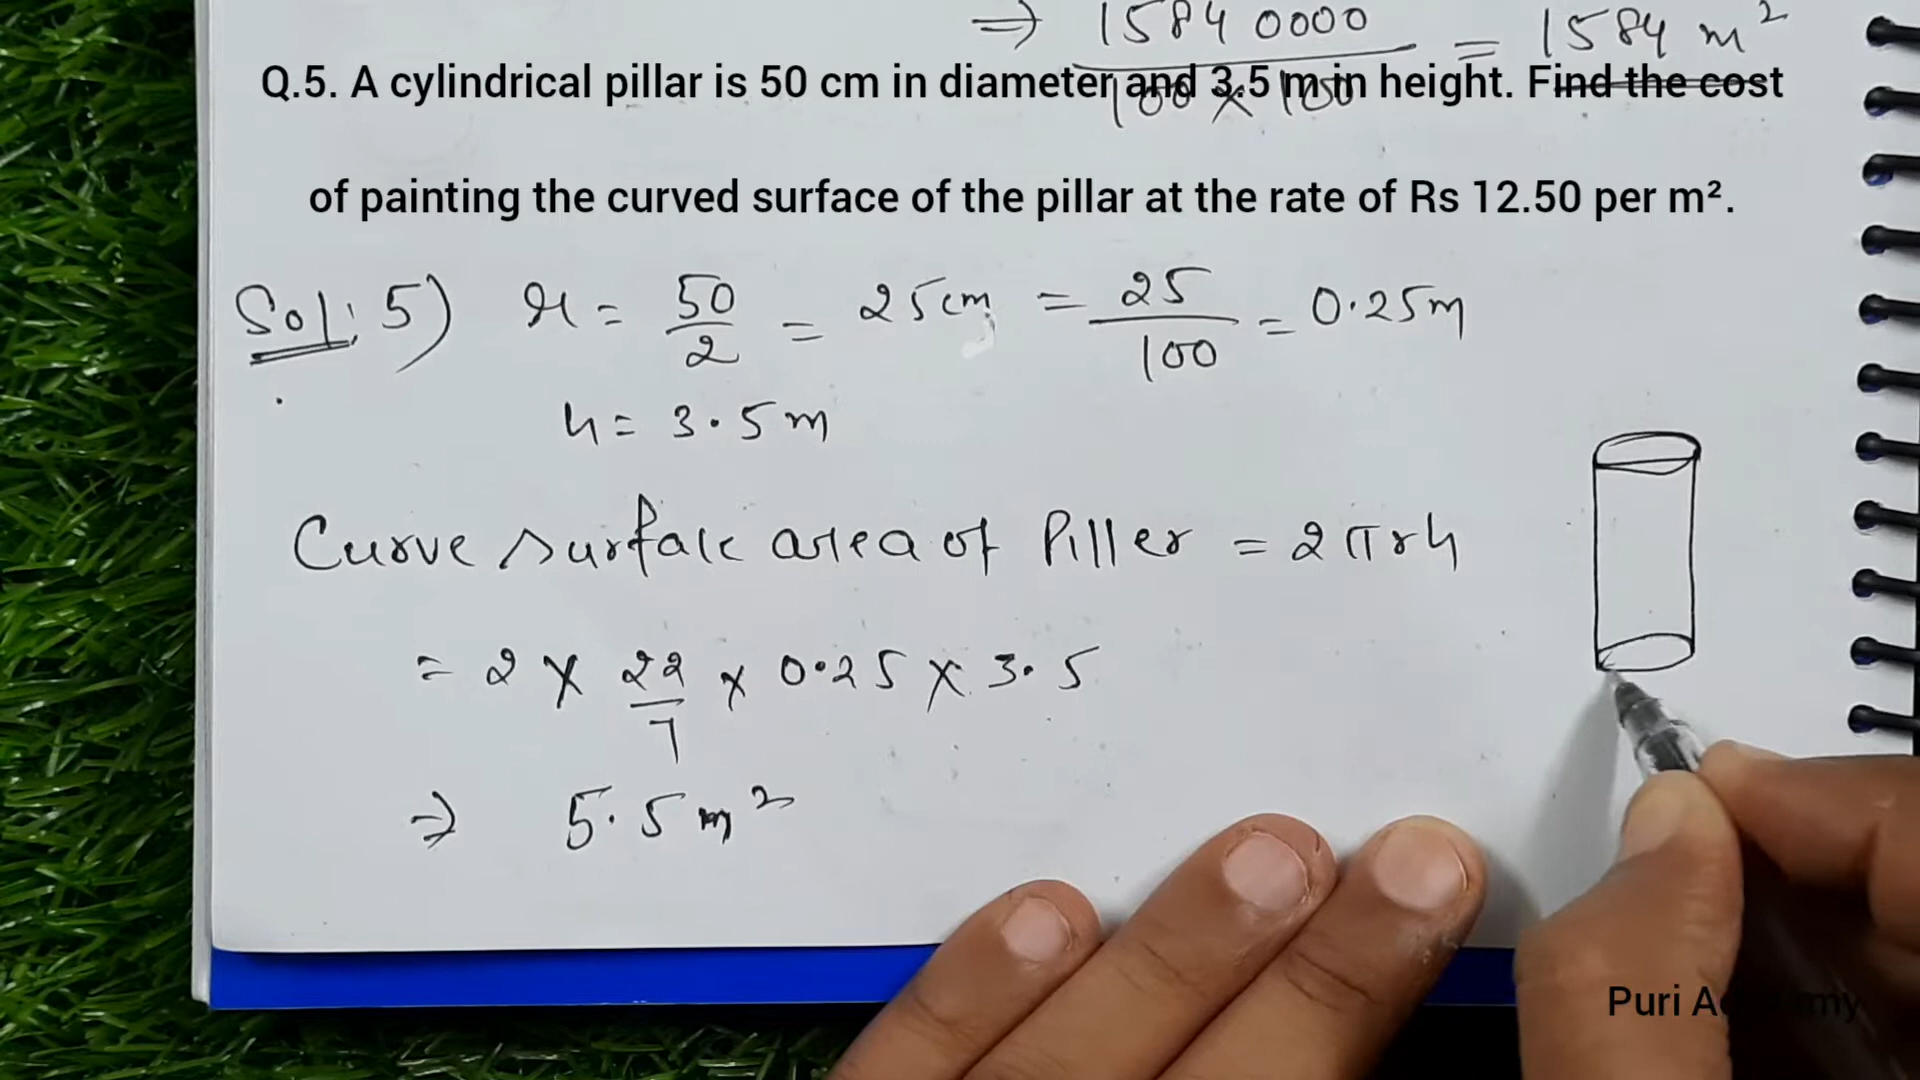 ⇒ 15840000 / 100 × 100 = 1584 m²
Q.5. A cylindrical pillar is 50 cm in diameter and 3.5 m in height. Find the cost
of painting the curved surface of the pillar at the rate of Rs 12.50 per m².
Sol: 5) r = 50/2 = 25cm = 25/100 = 0.25m
h = 3.5m
Curve surface area of Piller = 2πrh
= 2 × 22/7 × 0.25 × 3.5
⇒ 5.5 m²
Puri